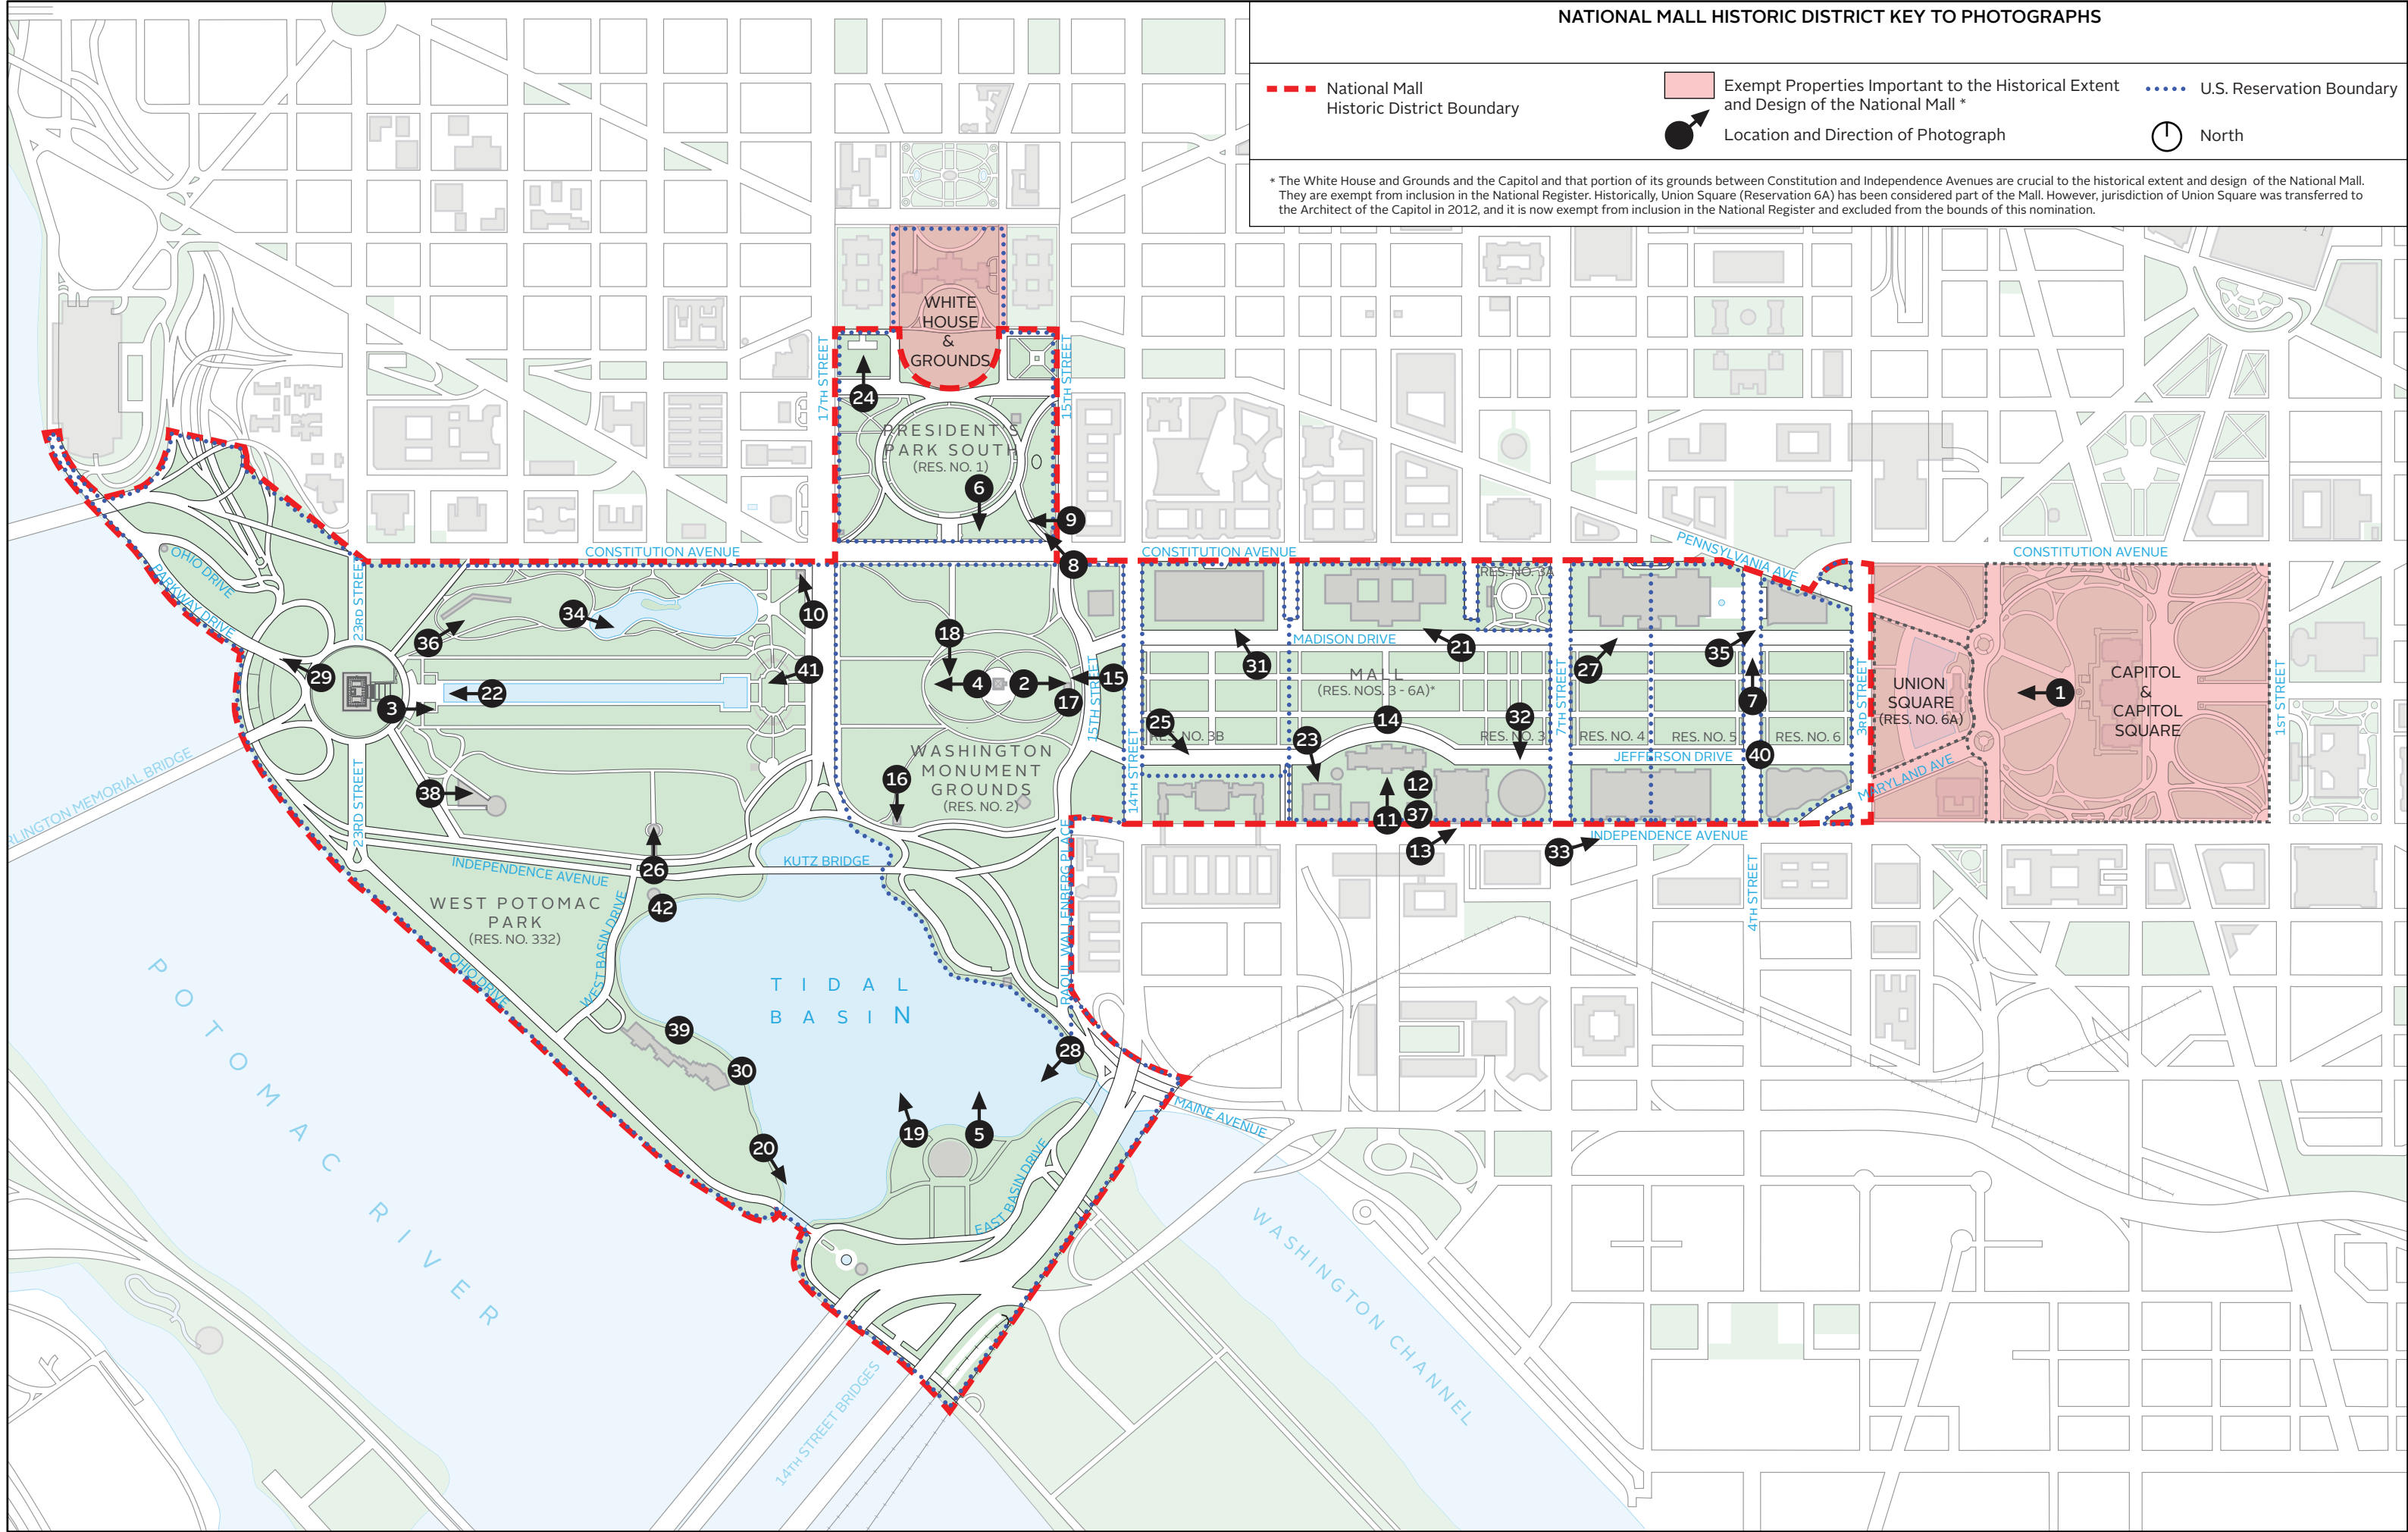 NATIONAL MALL HISTORIC DISTRICT KEY TO PHOTOGRAPHS
National Mall
Historic District Boundary
Exempt Properties Important to the Historical Extent
and Design of the National Mall *
Location and Direction of Photograph
U.S. Reservation Boundary
North
* The White House and Grounds and the Capitol and that portion of its grounds between Constitution and Independence Avenues are crucial to the historical extent and design of the National Mall.
They are exempt from inclusion in the National Register. Historically, Union Square (Reservation 6A) has been considered part of the Mall. However, jurisdiction of Union Square was transferred to
the Architect of the Capitol in 2012, and it is now exempt from inclusion in the National Register and excluded from the bounds of this nomination.
WHITE
HOUSE
&
GROUNDS
17TH STREET
15TH STREET
24
PRESIDENT'S
PARK SOUTH
(RES. NO. 1)
6
9
8
CONSTITUTION AVENUE
CONSTITUTION AVENUE
PENNSYLVANIA AVE
CONSTITUTION AVENUE
OHIO DRIVE
PARKWAY DRIVE
23RD STREET
34
36
10
18
41
29
22
3
4
2
15
17
15TH STREET
31
MADISON DRIVE
21
RES. NO. 3A
MALL
(RES. NOS. 3 - 6A)*
27
35
7
7TH STREET
3RD STREET
UNION
SQUARE
(RES. NO. 6A)
1
CAPITOL
&
CAPITOL
SQUARE
1ST STREET
25
RES. NO. 3B
14
32
23
RES. NO. 3
RES. NO. 4
RES. NO. 5
RES. NO. 6
40
JEFFERSON DRIVE
MARYLAND AVE
14TH STREET
WASHINGTON
MONUMENT
GROUNDS
(RES. NO. 2)
16
38
23RD STREET
ARLINGTON MEMORIAL BRIDGE
12
11
37
13
33
INDEPENDENCE AVENUE
4TH STREET
INDEPENDENCE AVENUE
26
KUTZ BRIDGE
42
WEST POTOMAC
PARK
(RES. NO. 332)
WEST BASIN DRIVE
OHIO DRIVE
RAOUL WALLENBERG PLACE
TIDAL
BASIN
39
30
28
19
5
20
EAST BASIN DRIVE
MAINE AVENUE
POTOMAC RIVER
WASHINGTON CHANNEL
14TH STREET BRIDGES